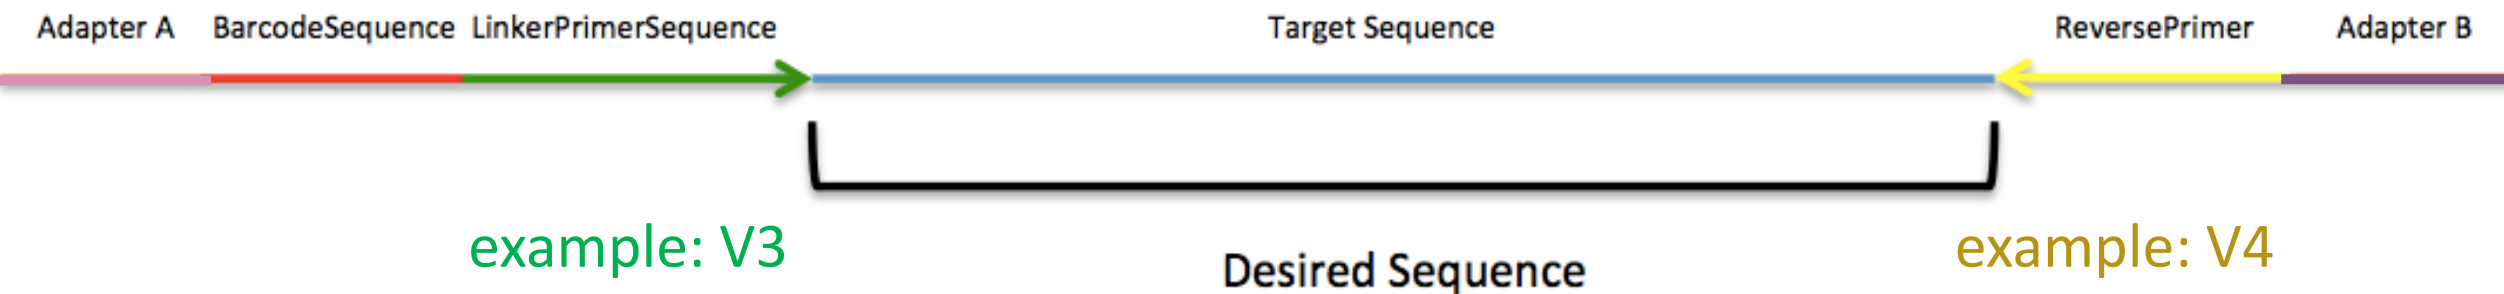 Adapter A BarcodeSequence LinkerPrimerSequence Target Sequence ReversePrimer Adapter B
example: V3 example: V4
Desired Sequence